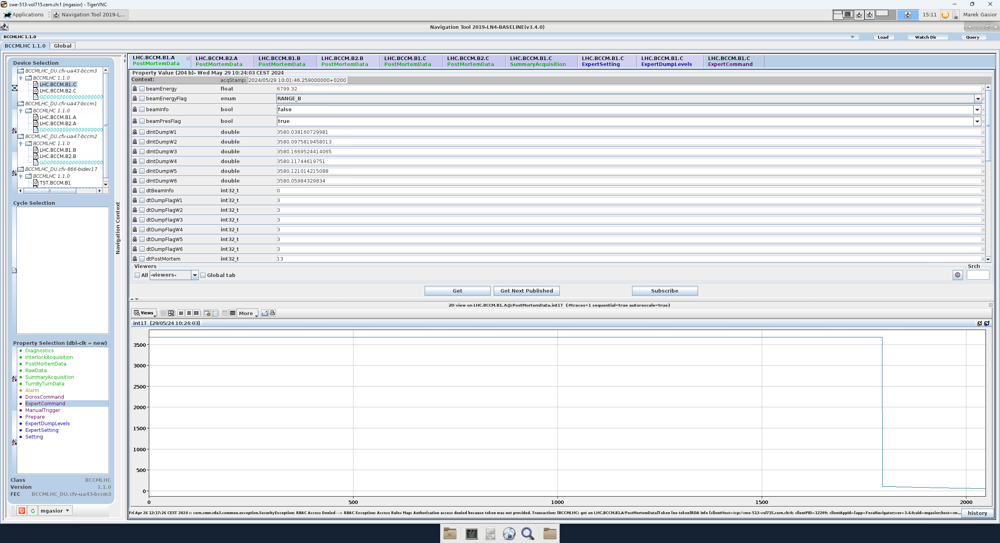 cwe-513-vol715.cern.ch:1 (mgasior) - TigerVNC
Applications
Navigation Tool 2019-L...
15:11
Marek Gasior
Navigation Tool 2019-LN4-BASELINE(v3.4.0)
BCCMLHC 1.1.0
Load
Watch Dir
Query
BCCMLHC 1.1.0
Global
Device Selection
BCCMLHC_DU.cfv-ua43-bccm3
BCCMLHC 1.1.0
LHC.BCCM.B1.C
LHC.BCCM.B2.C
BCCMLHC_DU.cfv-ua47-bccm1
BCCMLHC 1.1.0
LHC.BCCM.B1.A
LHC.BCCM.B2.A
BCCMLHC_DU.cfv-ua47-bccm2
BCCMLHC 1.1.0
LHC.BCCM.B1.B
LHC.BCCM.B2.B
BCCMLHC_DU.cfv-866-bidev17
BCCMLHC 1.1.0
TST.BCCM.B1
Cycle Selection
Property Selection (dbl-clk = new)
Diagnostics
InterlockAcquisition
PostMortemData
RawData
SummaryAcquisition
TurnByTurnData
Alarm
DorosCommand
ExpertCommand
ManualTrigger
Prepare
ExpertDumpLevels
ExpertSetting
Setting
Class BCCMLHC
Version 1.1.0
FEC BCCMLHC_DU.cfv-ua43-bccm3
mgasior
Navigation Context
LHC.BCCM.B1.A
PostMortemData
LHC.BCCM.B2.A
PostMortemData
LHC.BCCM.B1.B
PostMortemData
LHC.BCCM.B2.B
PostMortemData
LHC.BCCM.B1.C
PostMortemData
LHC.BCCM.B2.C
PostMortemData
LHC.BCCM.B1.C
SummaryAcquisition
LHC.BCCM.B1.C
ExpertSetting
LHC.BCCM.B1.C
ExpertDumpLevels
LHC.BCCM.B1.C
ExpertCommand
Property Value (204 b)- Wed May 29 10:24:03 CEST 2024
Context: acqStamp: 2024/05/29 10:01:46.259000000+0200
beamEnergy float 6799.32
beamEnergyFlag enum RANGE_B
beamInfo bool false
beamPresFlag bool true
dIntDumpW1 double 3580.038160729981
dIntDumpW2 double 3580.0975819458013
dIntDumpW3 double 3580.1669524414065
dIntDumpW4 double 3580.11744619751
dIntDumpW5 double 3580.121014215088
dIntDumpW6 double 3580.05984329834
dtBeamInfo int32_t 0
dtDumpFlagW1 int32_t 3
dtDumpFlagW2 int32_t 3
dtDumpFlagW3 int32_t 3
dtDumpFlagW4 int32_t 3
dtDumpFlagW5 int32_t 3
dtDumpFlagW6 int32_t 3
dtPostMortem int32_t 13
Viewers
All -viewers- Global tab
Srch
Get
Get Next Published
Subscribe
2D view on LHC.BCCM.B1.A@:PostMortemData.int1T {#traces=1 sequential=true autorescale=true}
Views
More
int1T [29/05/24 10:24:03]
3500
3000
2500
2000
1500
1000
500
0
0 500 1000 1500 2000
Fri Apr 26 12:17:26 CEST 2024 :: cern.cmw.rda3.common.exception.SecurityException: RBAC Access Denied --> RBAC Exception: Access Rules Map: Authorization access denied because token was not provided. Transaction: [BCCMLHC: get on LHC.BCCM.B1.A/PostMortemData]Token [no token]RDA Info [clientHost=tcp://cwe-513-vol715.cern.ch:0; clientPID=12209; clientAppId=[app=FesaNavigator;ver=3.4.0;uid=mgasior;host=cw...
history